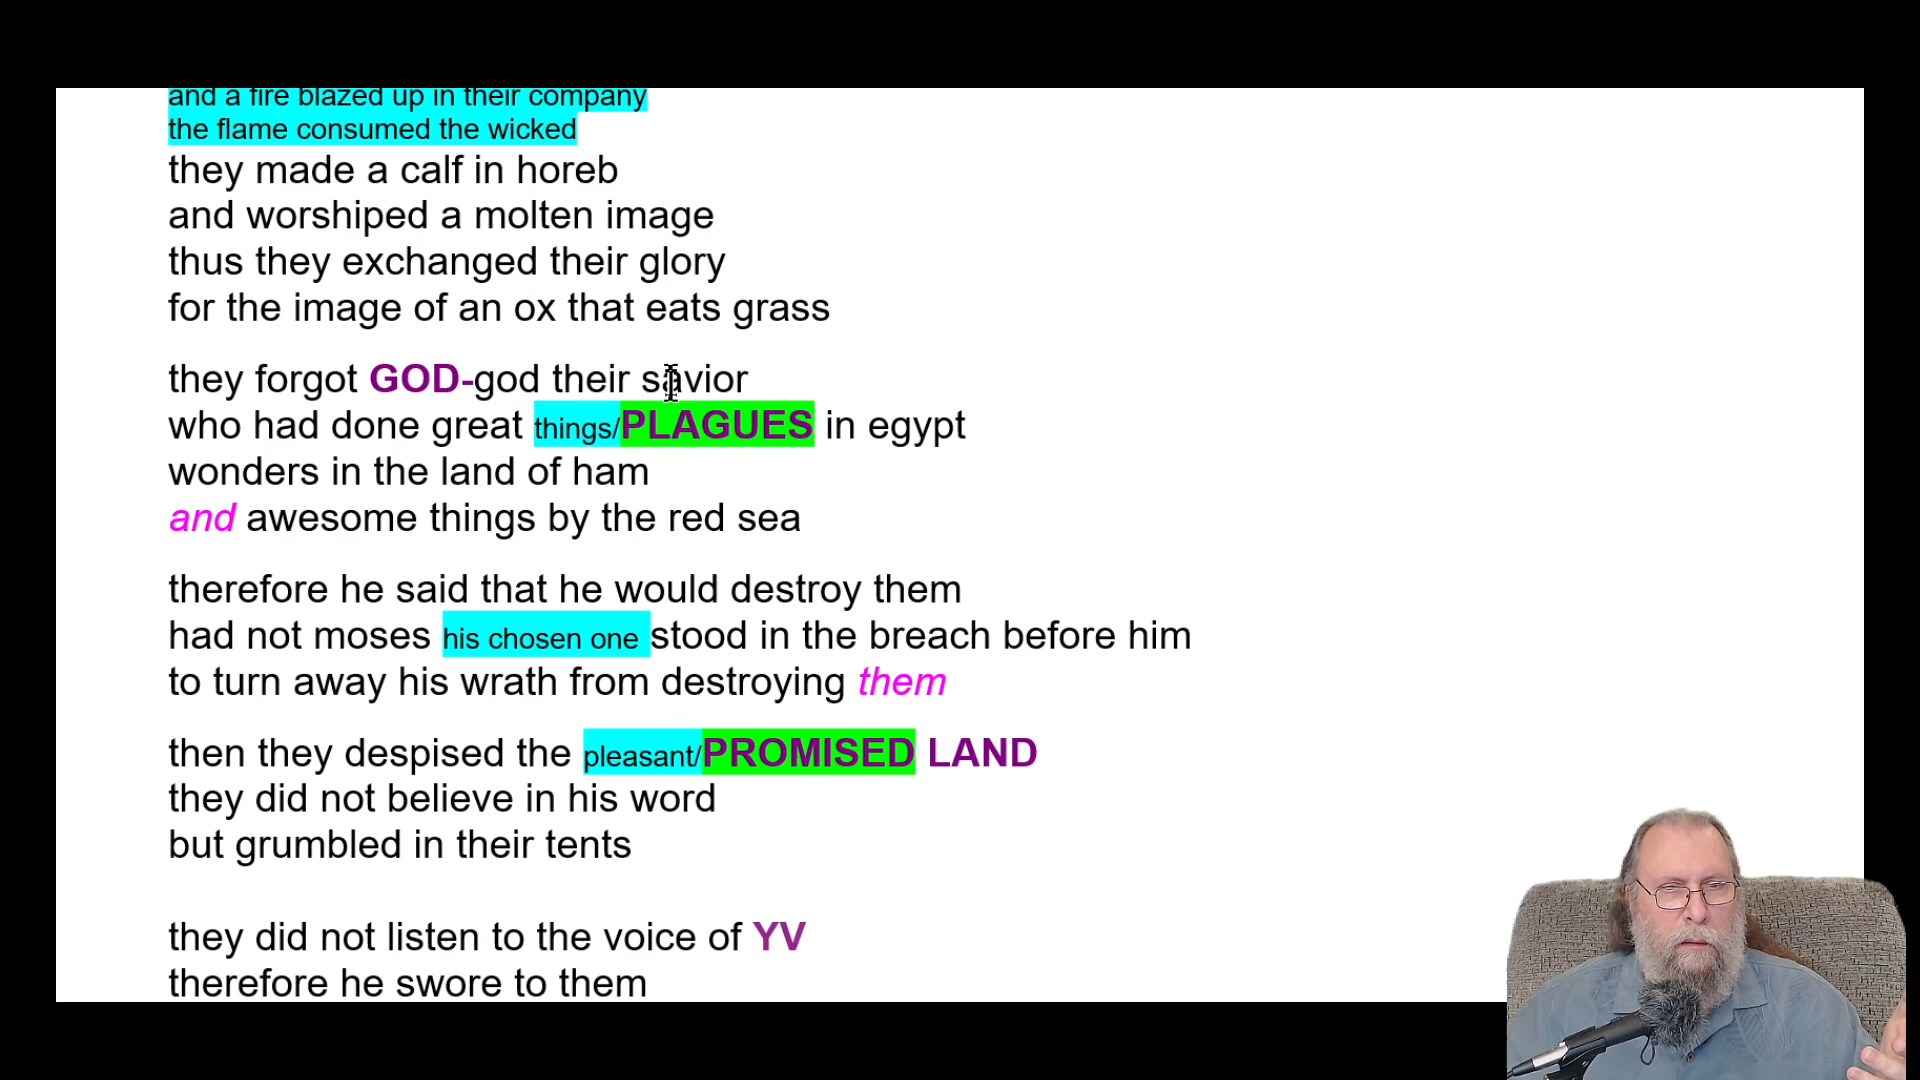 and a fire blazed up in their company
the flame consumed the wicked
they made a calf in horeb
and worshiped a molten image
thus they exchanged their glory
for the image of an ox that eats grass
they forgot GOD-god their savior
who had done great things/PLAGUES in egypt
wonders in the land of ham
and awesome things by the red sea
therefore he said that he would destroy them
had not moses his chosen one stood in the breach before him
to turn away his wrath from destroying them
then they despised the pleasant/PROMISED LAND
they did not believe in his word
but grumbled in their tents
they did not listen to the voice of YV
therefore he swore to them